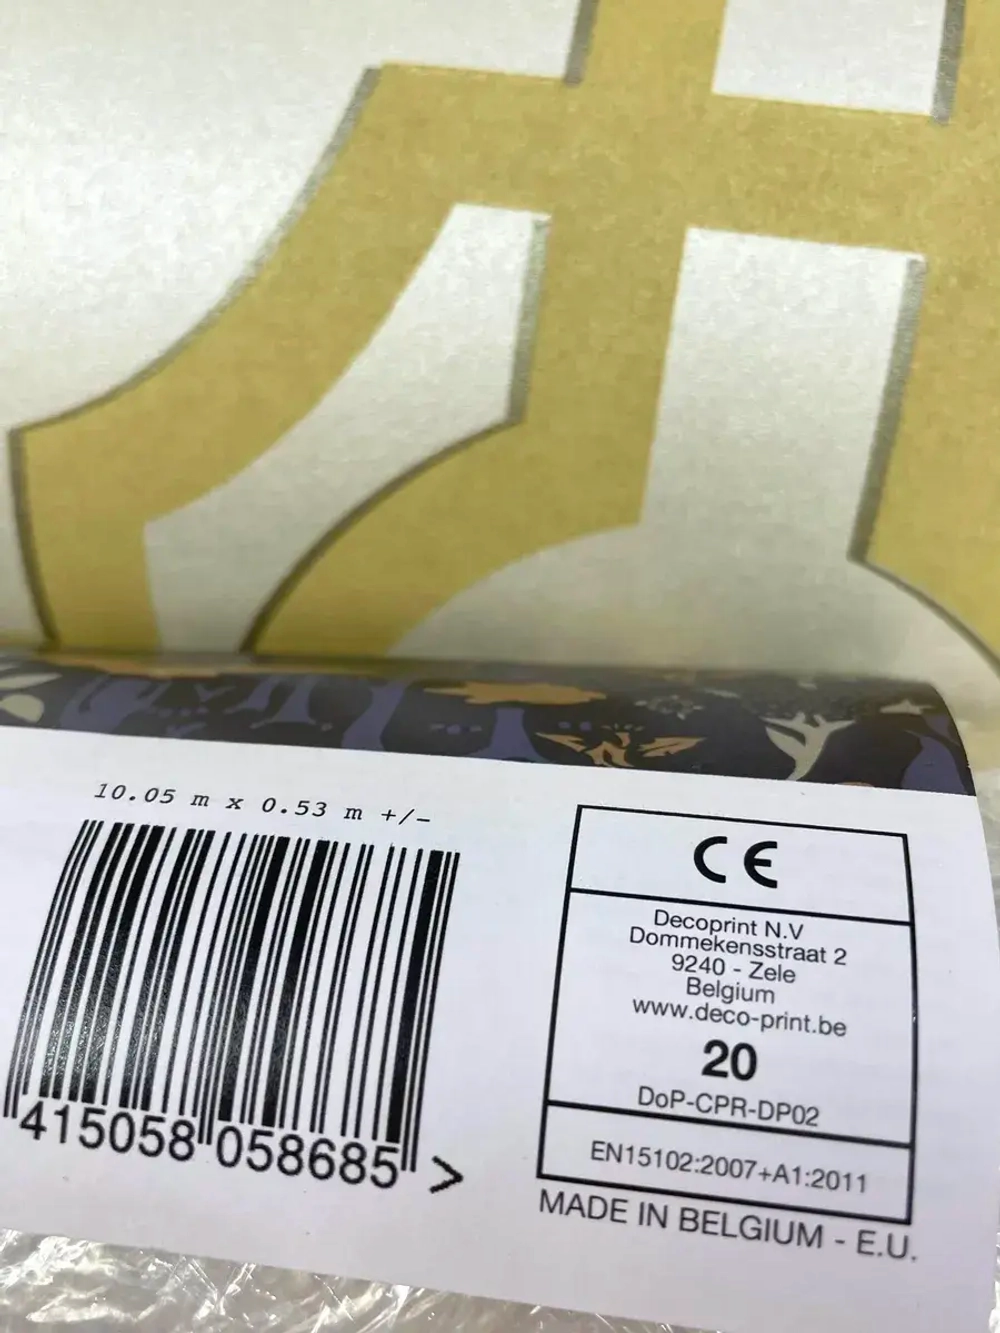 10.05 m x 0.53 m +/-
415058 058685 >
CE
Decoprint N.V
Dommekensstraat 2
9240 - Zele
Belgium
www.deco-print.be
20
DoP-CPR-DP02
EN15102:2007+A1:2011
MADE IN BELGIUM - E.U.